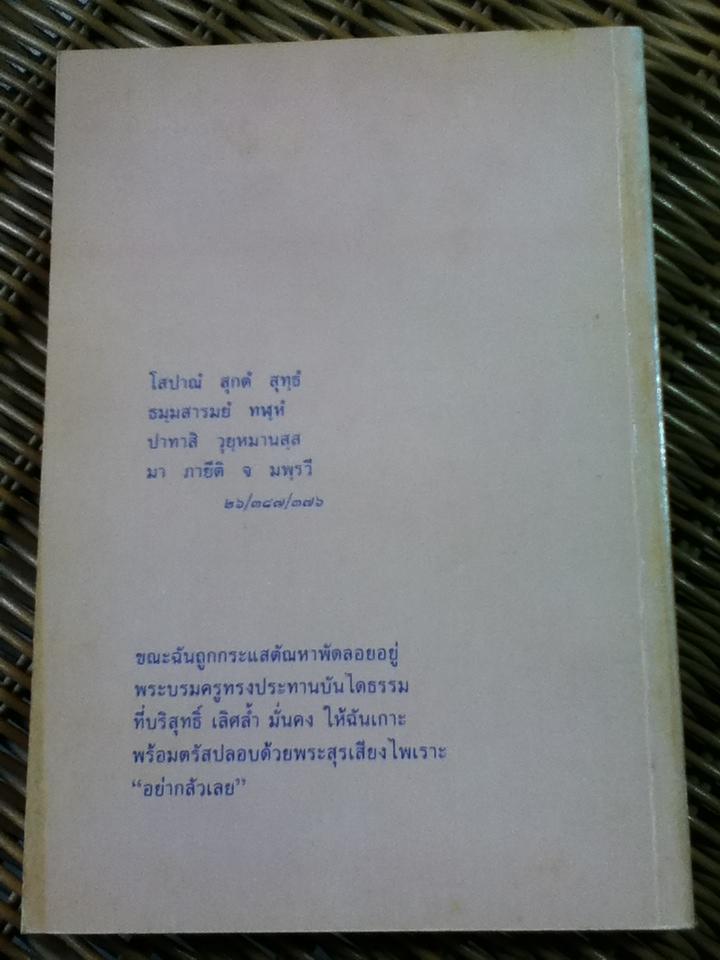 โสปาณํ สุกตํ สุทฺธํ
ธมฺมสารมยํ ทฬฺหํ
ปาทาสิ วุยฺหมานสฺส
มา ภายีติ จ มพฺรวี
๒๖/๓๘๗/๓๗๖
ขณะฉันถูกกระแสตัณหาพัดลอยอยู่
พระบรมครูทรงประทานบันไดธรรม
ที่บริสุทธิ์ เลิศล้ำ มั่นคง ให้ฉันเกาะ
พร้อมตรัสปลอบด้วยพระสุรเสียงไพเราะ
“อย่ากลัวเลย”